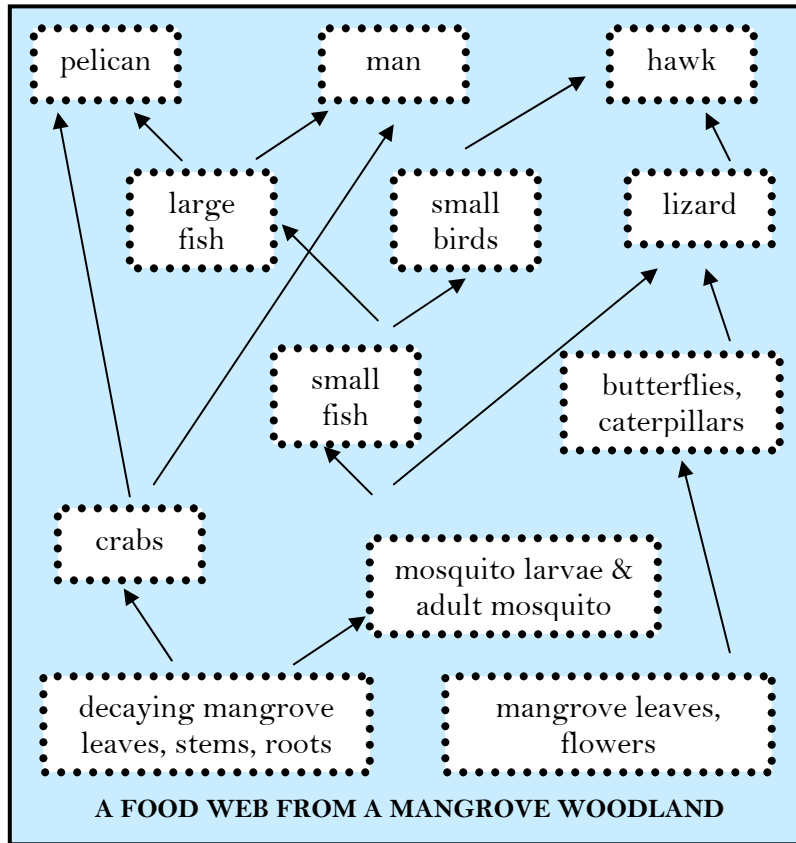 pelican
man
hawk
large
fish
small
birds
lizard
small
fish
butterflies,
caterpillars
crabs
mosquito larvae &
adult mosquito
decaying mangrove
leaves, stems, roots
mangrove leaves,
flowers
A FOOD WEB FROM A MANGROVE WOODLAND